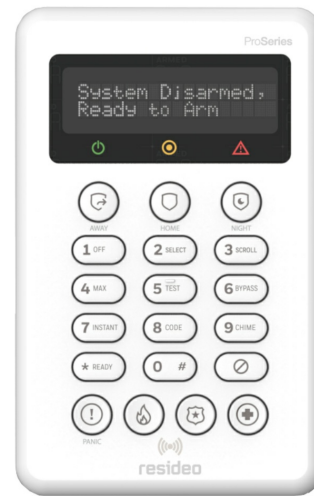 ProSeries
System Disarmed,
Ready to Arm
AWAY HOME NIGHT
1 OFF 2 SELECT 3 SCROLL
4 MAX 5 TEST 6 BYPASS
7 INSTANT 8 CODE 9 CHIME
* READY 0 #
PANIC
resideo